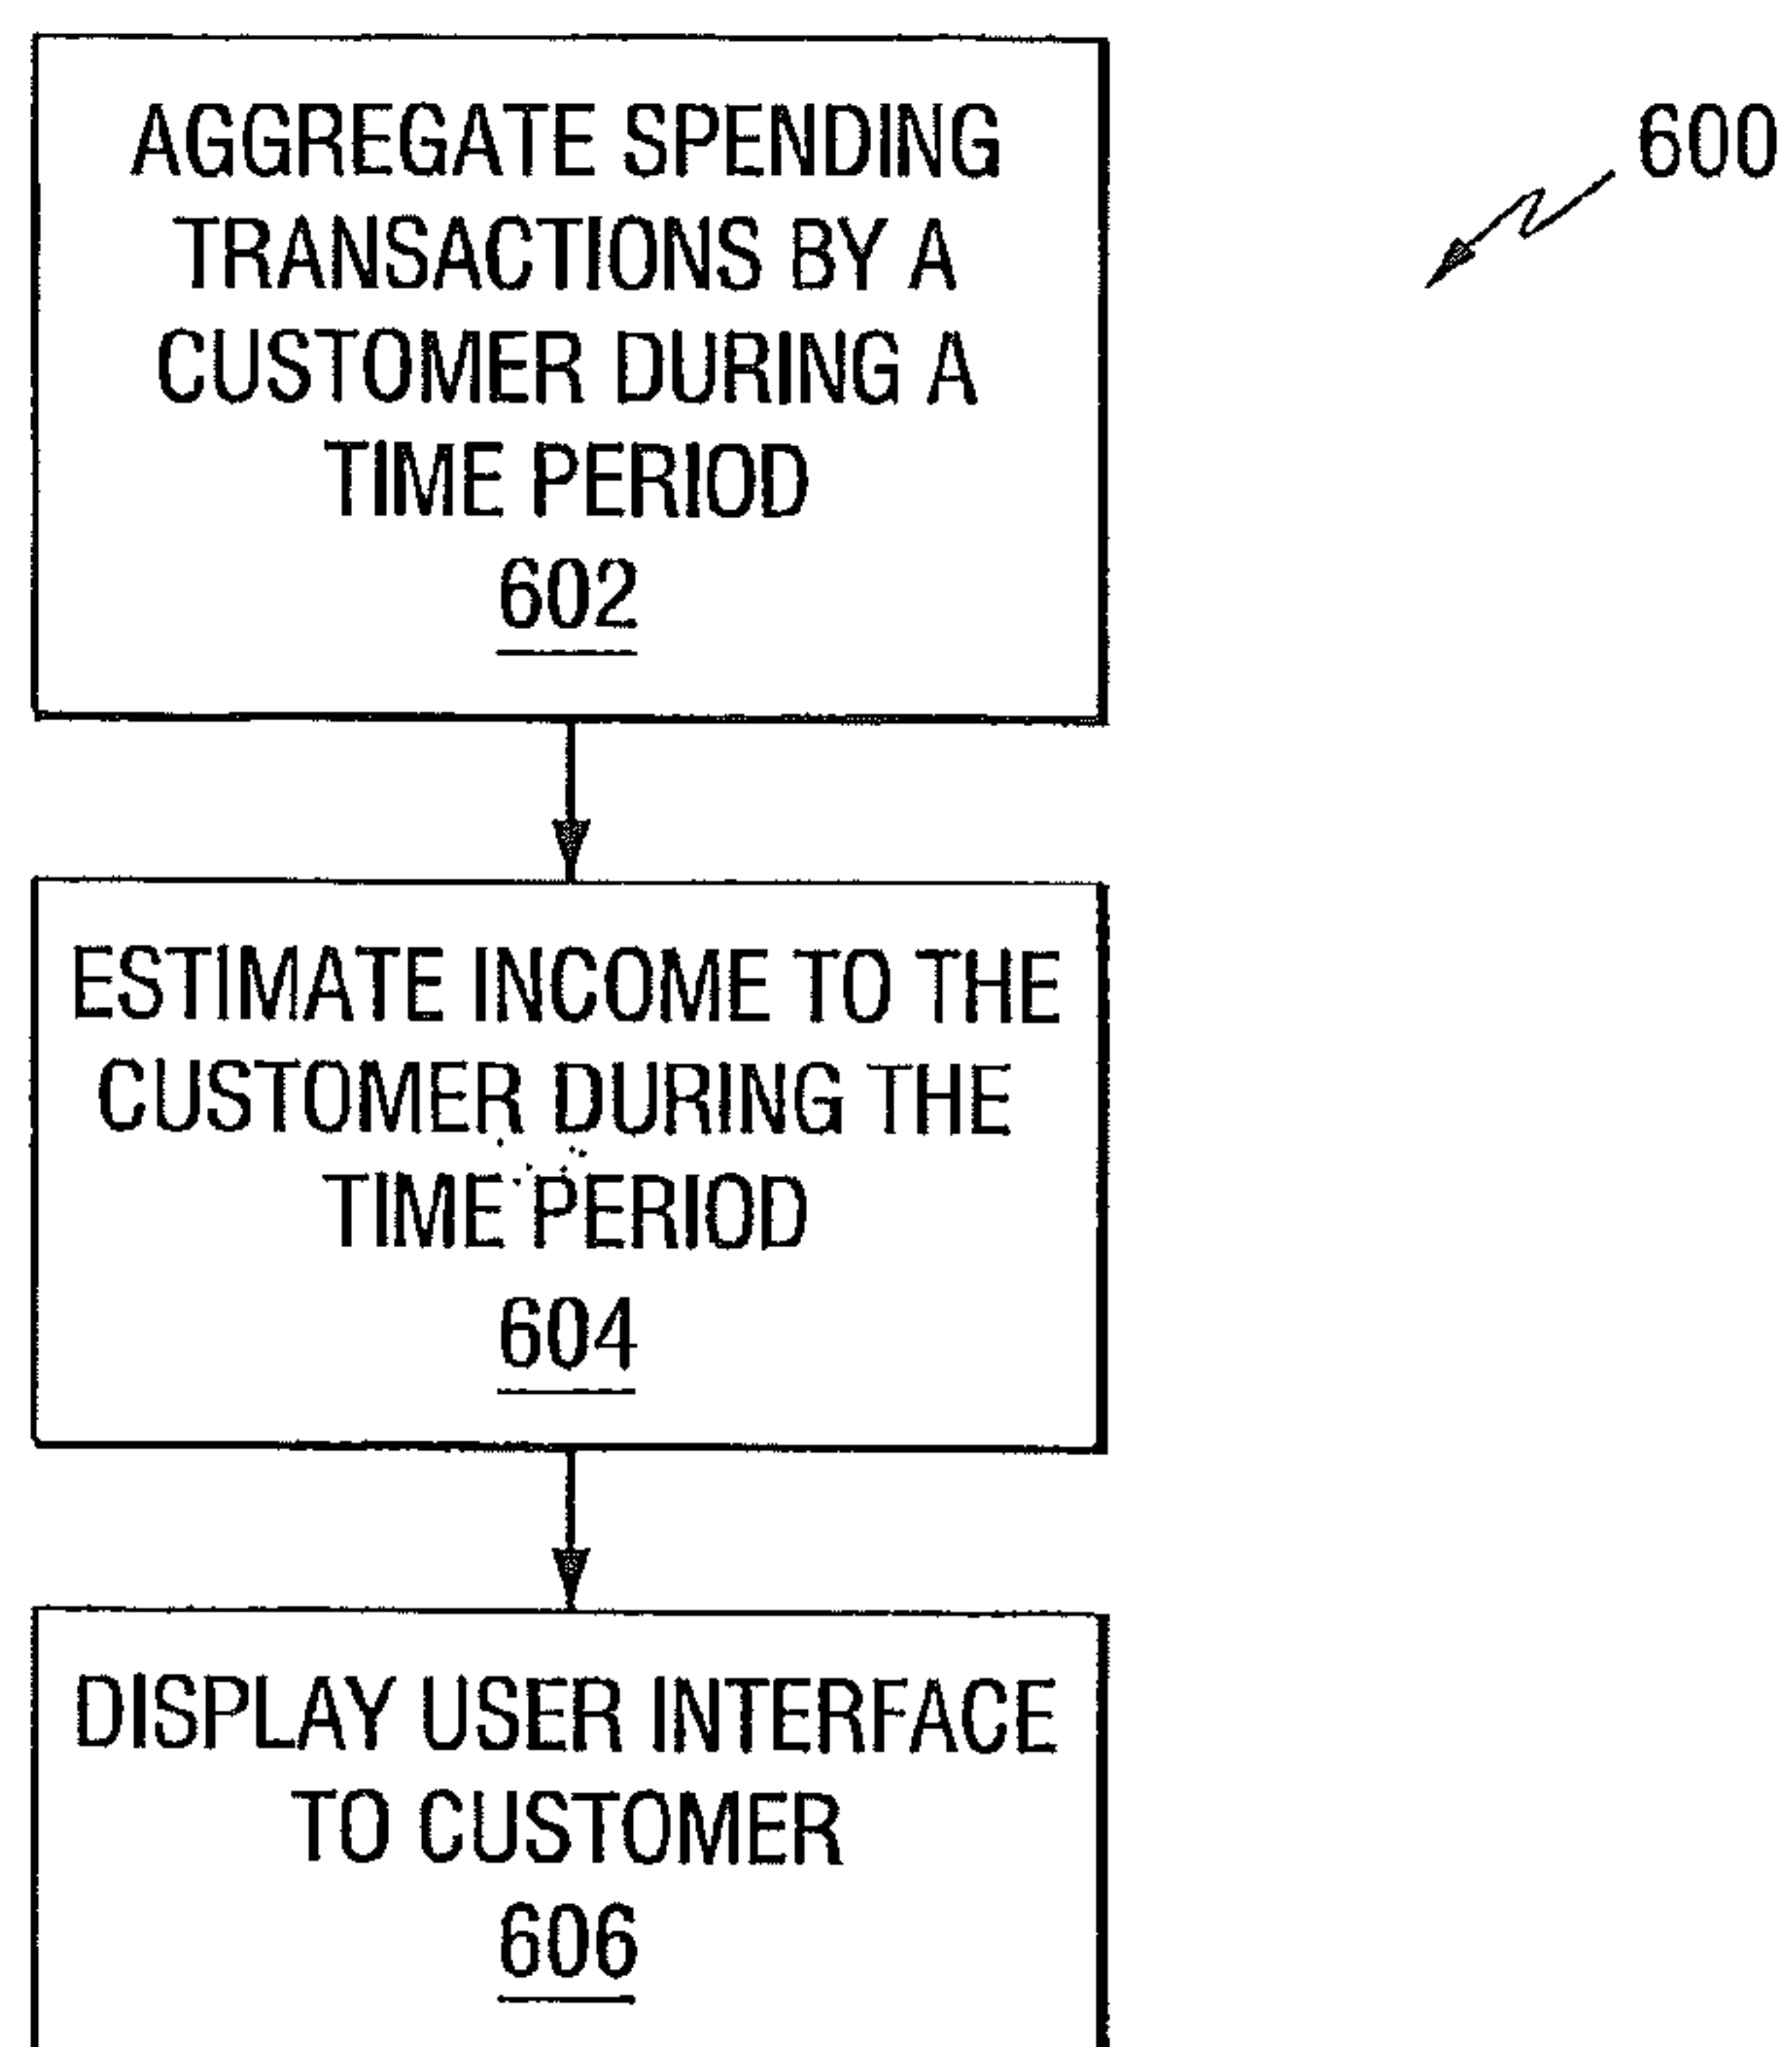 AGGREGATE SPENDING
TRANSACTIONS BY A
CUSTOMER DURING A
TIME PERIOD
602
600
ESTIMATE INCOME TO THE
CUSTOMER DURING THE
TIME PERIOD
604
DISPLAY USER INTERFACE
TO CUSTOMER
606